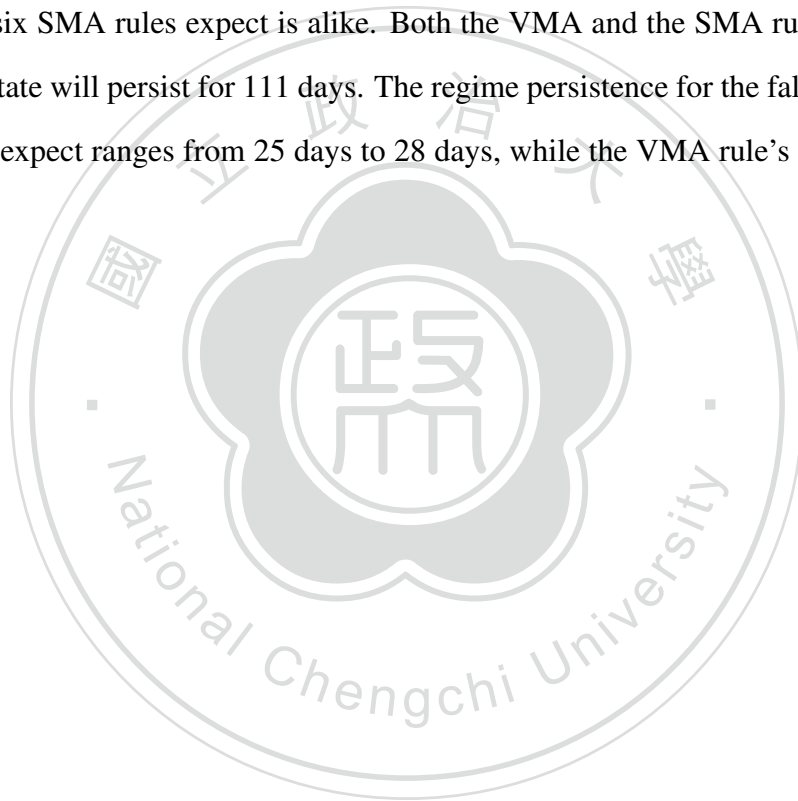 six SMA rules expect is alike. Both the VMA and the SMA ru
tate will persist for 111 days. The regime persistence for the fal
expect ranges from 25 days to 28 days, while the VMA rule's
國立政治大學
政
National Chengchi University